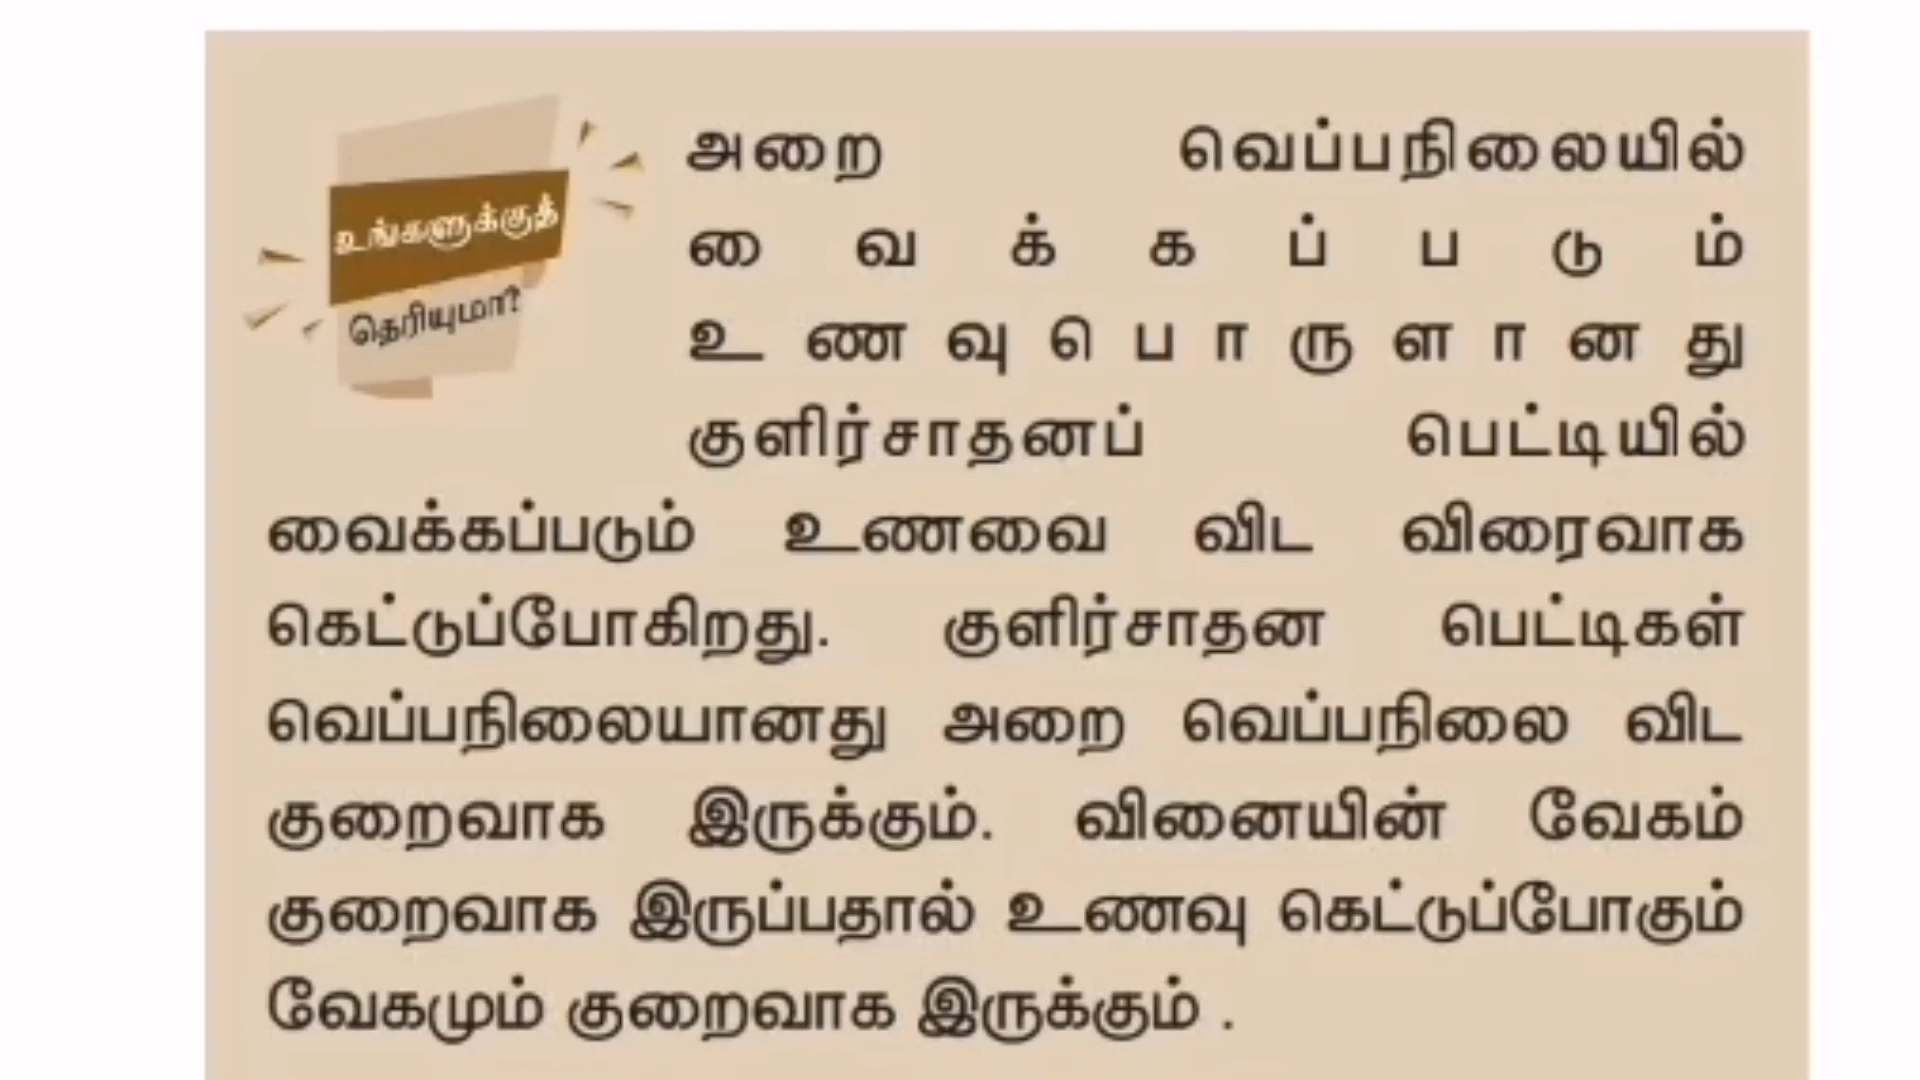 உங்களுக்குத்
தெரியுமா?
அறை வெப்பநிலையில்
வைக்கப்படும்
உணவுபொருளானது
குளிர்சாதனப் பெட்டியில்
வைக்கப்படும் உணவை விட விரைவாக
கெட்டுப்போகிறது. குளிர்சாதன பெட்டிகள்
வெப்பநிலையானது அறை வெப்பநிலை விட
குறைவாக இருக்கும். வினையின் வேகம்
குறைவாக இருப்பதால் உணவு கெட்டுப்போகும்
வேகமும் குறைவாக இருக்கும் .